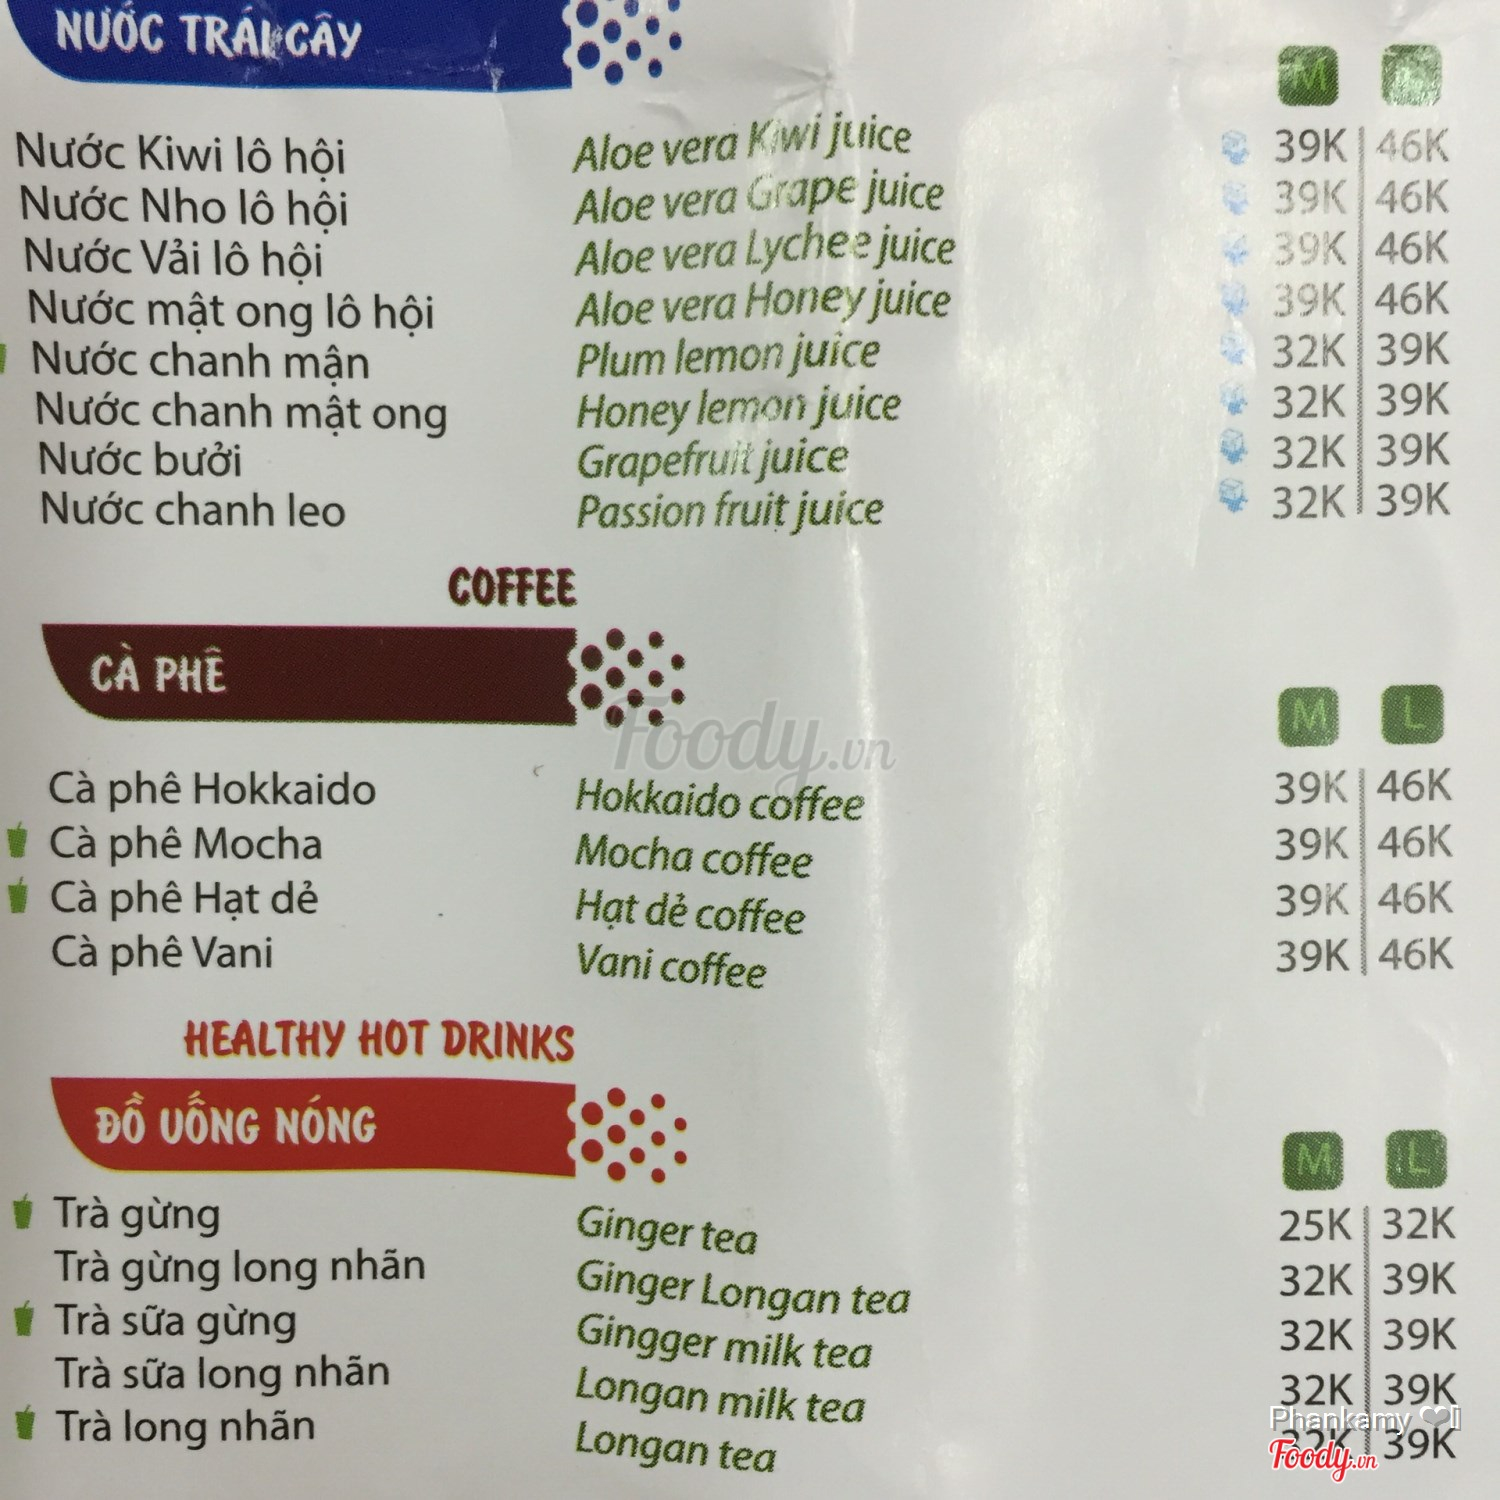 NƯỚC TRÁI CÂY
M L
Nước Kiwi lô hội Aloe vera Kiwi juice 39K 46K
Nước Nho lô hội Aloe vera Grape juice 39K 46K
Nước Vải lô hội Aloe vera Lychee juice 39K 46K
Nước mật ong lô hội Aloe vera Honey juice 39K 46K
Nước chanh mận Plum lemon juice 32K 39K
Nước chanh mật ong Honey lemon juice 32K 39K
Nước bưởi Grapefruit juice 32K 39K
Nước chanh leo Passion fruit juice 32K 39K
COFFEE
CÀ PHÊ
M L
Foody.vn
Cà phê Hokkaido Hokkaido coffee 39K 46K
Cà phê Mocha Mocha coffee 39K 46K
Cà phê Hạt dẻ Hạt dẻ coffee 39K 46K
Cà phê Vani Vani coffee 39K 46K
HEALTHY HOT DRINKS
ĐỒ UỐNG NÓNG
M L
Trà gừng Ginger tea 25K 32K
Trà gừng long nhãn Ginger Longan tea 32K 39K
Trà sữa gừng Gingger milk tea 32K 39K
Trà sữa long nhãn Longan milk tea 32K 39K
Trà long nhãn Longan tea 32K 39K
Phankamy
Foody.vn